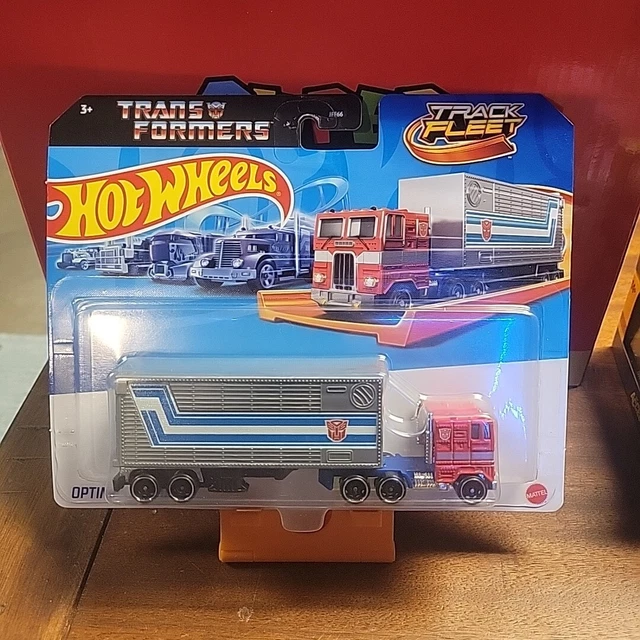 3+
TRANS
FORMERS
TRACK
FLEET
HOT WHEELS
OPTI
MATTEL